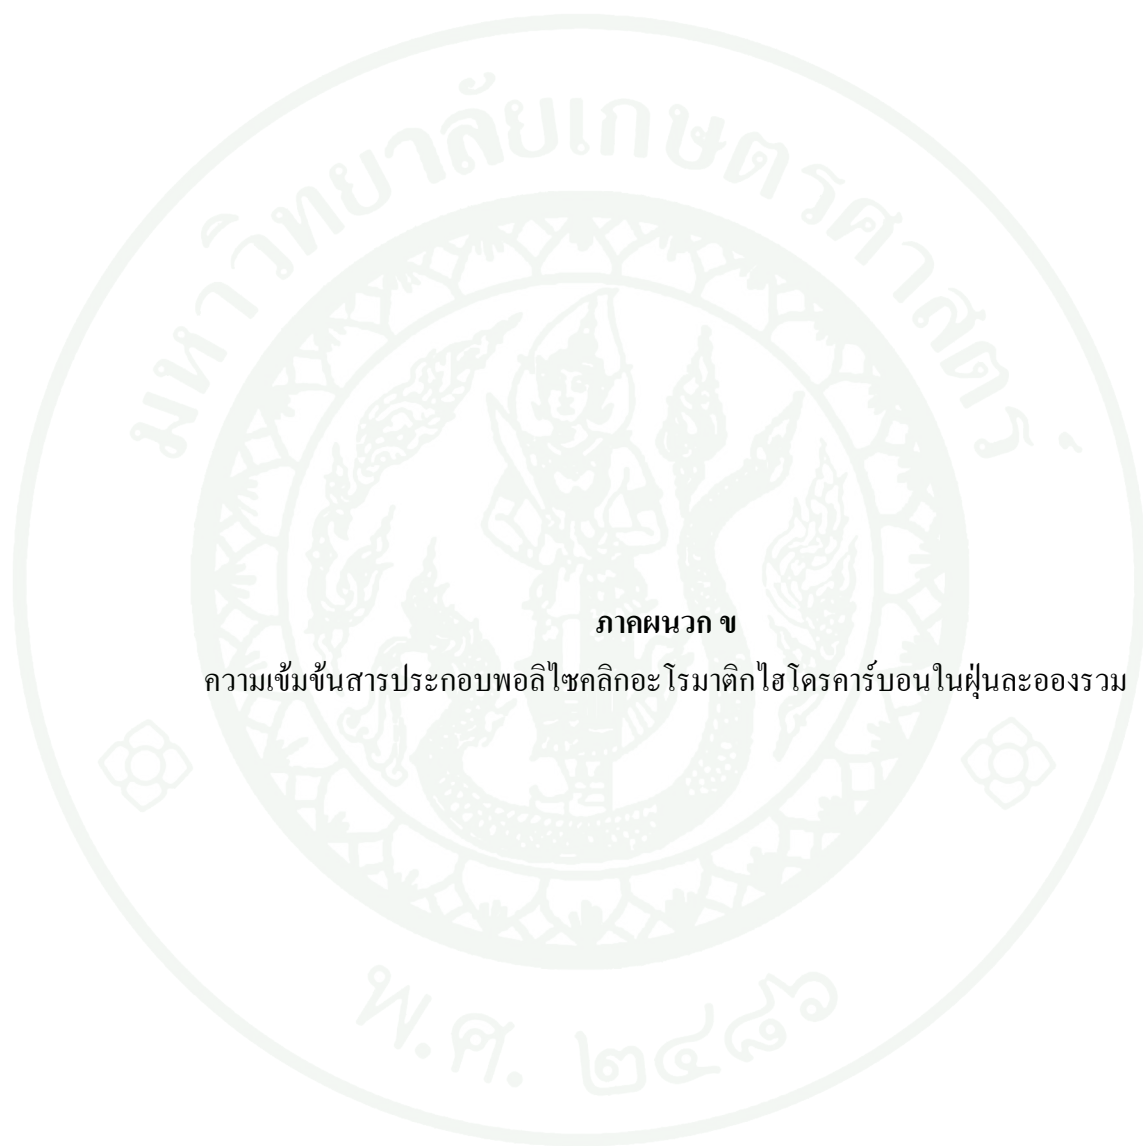 มหาวิทยาลัยเกษตรศาสตร์
ภาคผนวก ข
ความเข้มข้นสารประกอบพอลิไซคลิกอะโรมาติกไฮโดรคาร์บอนในฝุ่นละอองรวม
พ.ศ. ๒๔๘๖